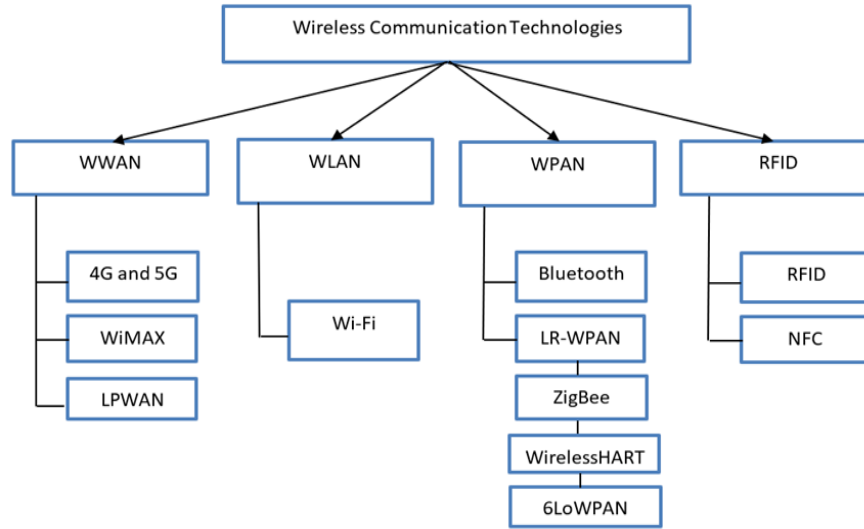 Wireless Communication Technologies
WWAN
WLAN
WPAN
RFID
4G and 5G
WiMAX
LPWAN
Wi-Fi
Bluetooth
LR-WPAN
ZigBee
WirelessHART
6LoWPAN
RFID
NFC